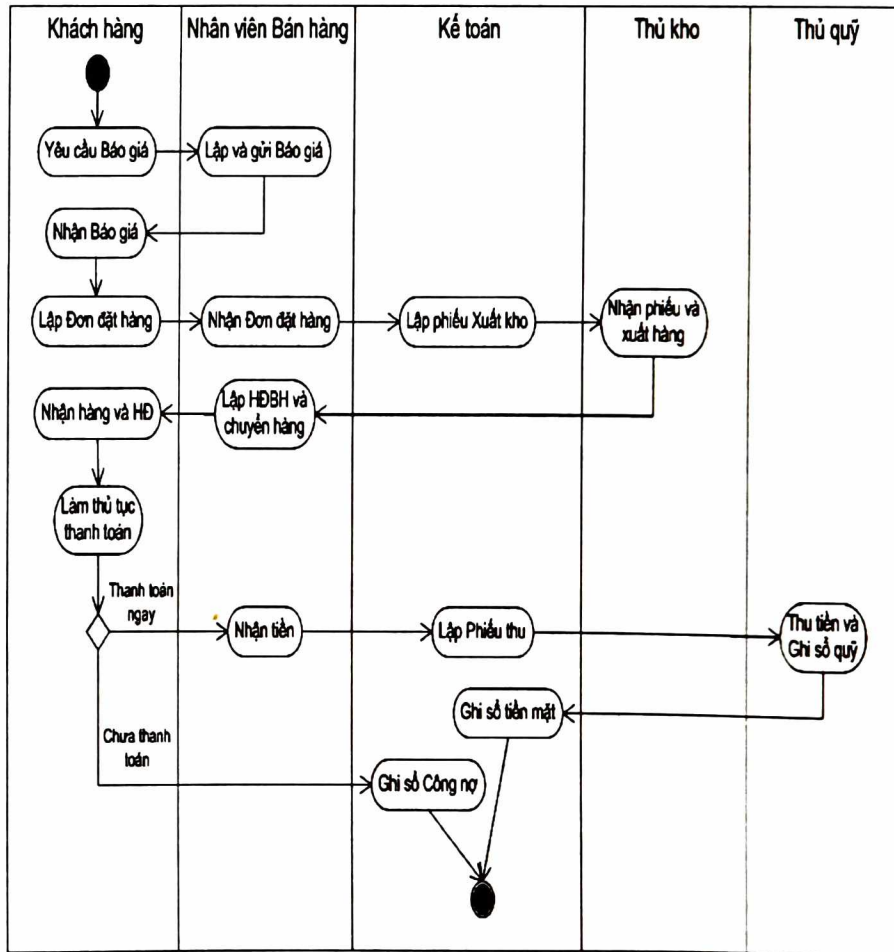 Khách hàng
Nhân viên Bán hàng
Kế toán
Thủ kho
Thủ quỹ
Yêu cầu Báo giá
Lập và gửi Báo giá
Nhận Báo giá
Lập Đơn đặt hàng
Nhận Đơn đặt hàng
Lập phiếu Xuất kho
Nhận phiếu và
xuất hàng
Nhận hàng và HĐ
Lập HĐBH và
chuyển hàng
Làm thủ tục
thanh toán
Thanh toán
ngay
Nhận tiền
Lập Phiếu thu
Thu tiền và
Ghi sổ quỹ
Ghi sổ tiền mặt
Chưa thanh
toán
Ghi sổ Công nợ